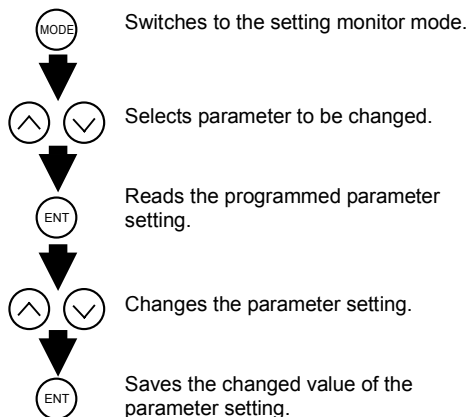 MODE
Switches to the setting monitor mode.
Selects parameter to be changed.
ENT
Reads the programmed parameter
setting.
Changes the parameter setting.
ENT
Saves the changed value of the
parameter setting.